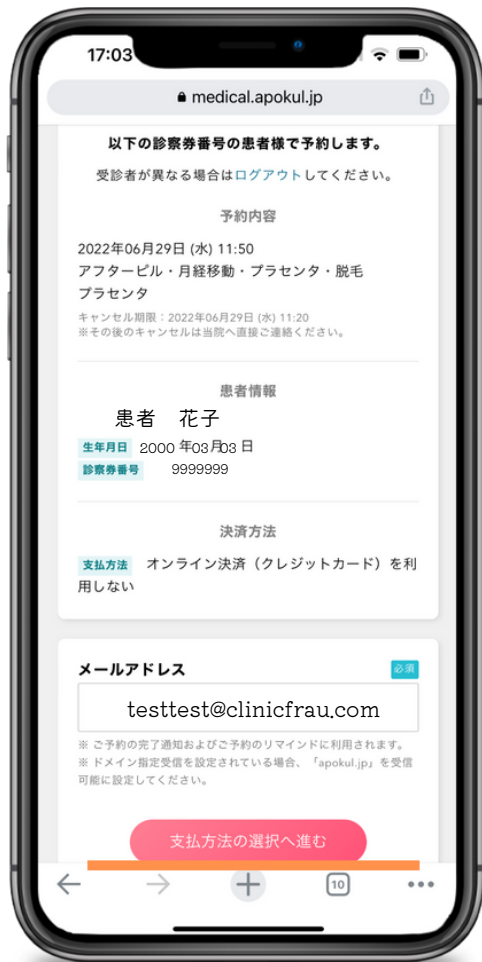 17:03
medical.apokul.jp
以下の診察券番号の患者様で予約します。
受診者が異なる場合はログアウトしてください。
予約内容
2022年06月29日 (水) 11:50
アフターピル・月経移動・プラセンタ・脱毛
プラセンタ
キャンセル期限：2022年06月29日 (水) 11:20
※その後のキャンセルは当院へ直接ご連絡ください。
患者情報
患者　花子
生年月日 2000 年03月03 日
診察券番号 9999999
決済方法
支払方法 オンライン決済（クレジットカード）を利
用しない
メールアドレス 必須
testtest@clinicfrau.com
※ ご予約の完了通知およびご予約のリマインドに利用されます。
※ ドメイン指定受信を設定されている場合、「apokul.jp」を受信
可能に設定してください。
支払方法の選択へ進む
10